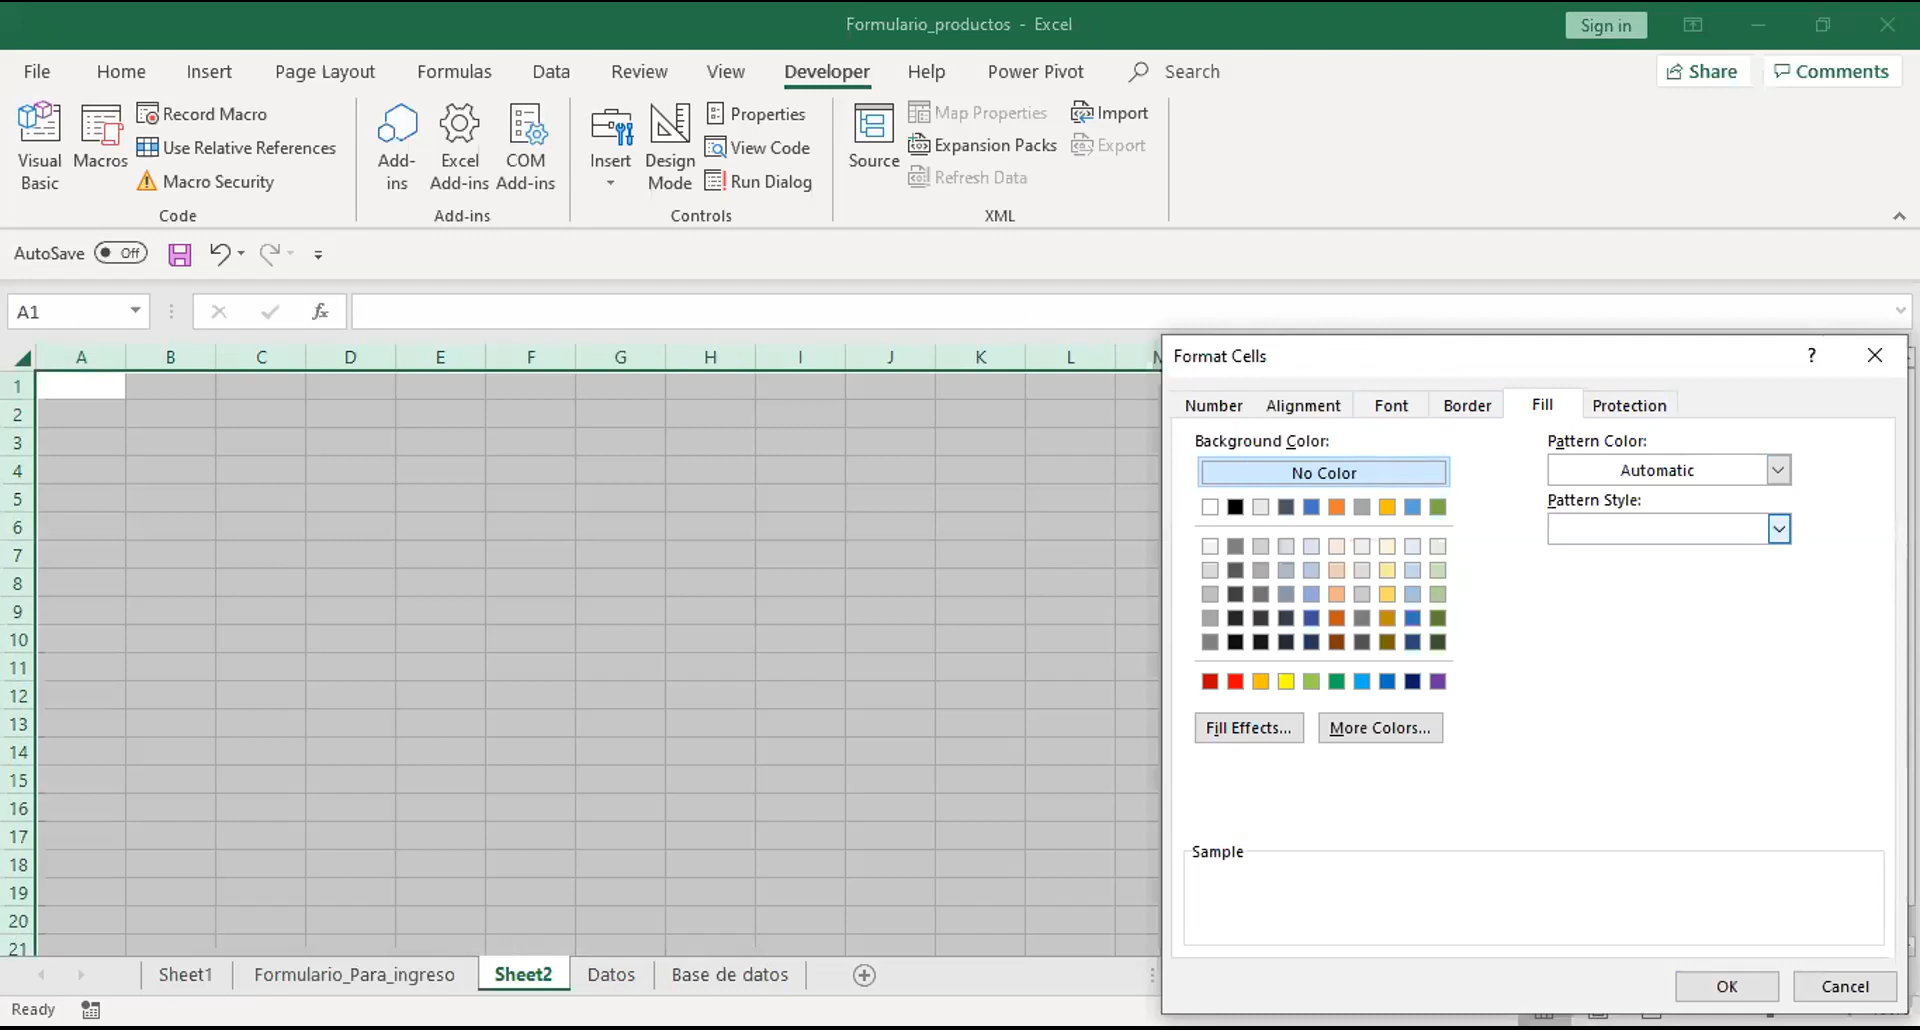 Formulario_productos - Excel
Sign in
File Home Insert Page Layout Formulas Data Review View Developer Help Power Pivot Search Share Comments
Visual Basic
Macros
Record Macro
Use Relative References
Macro Security
Code
Add-ins
Excel Add-ins
COM Add-ins
Add-ins
Insert
Design Mode
Properties
View Code
Run Dialog
Controls
Source
Map Properties
Expansion Packs
Refresh Data
Import
Export
XML
AutoSave Off
A1
fx
A B C D E F G H I J K L
1
2
3
4
5
6
7
8
9
10
11
12
13
14
15
16
17
18
19
20
21
Format Cells ?
Number Alignment Font Border Fill Protection
Background Color:
No Color
Pattern Color:
Automatic
Pattern Style:
Fill Effects...
More Colors...
Sample
OK Cancel
Sheet1 Formulario_Para_ingreso Sheet2 Datos Base de datos
Ready